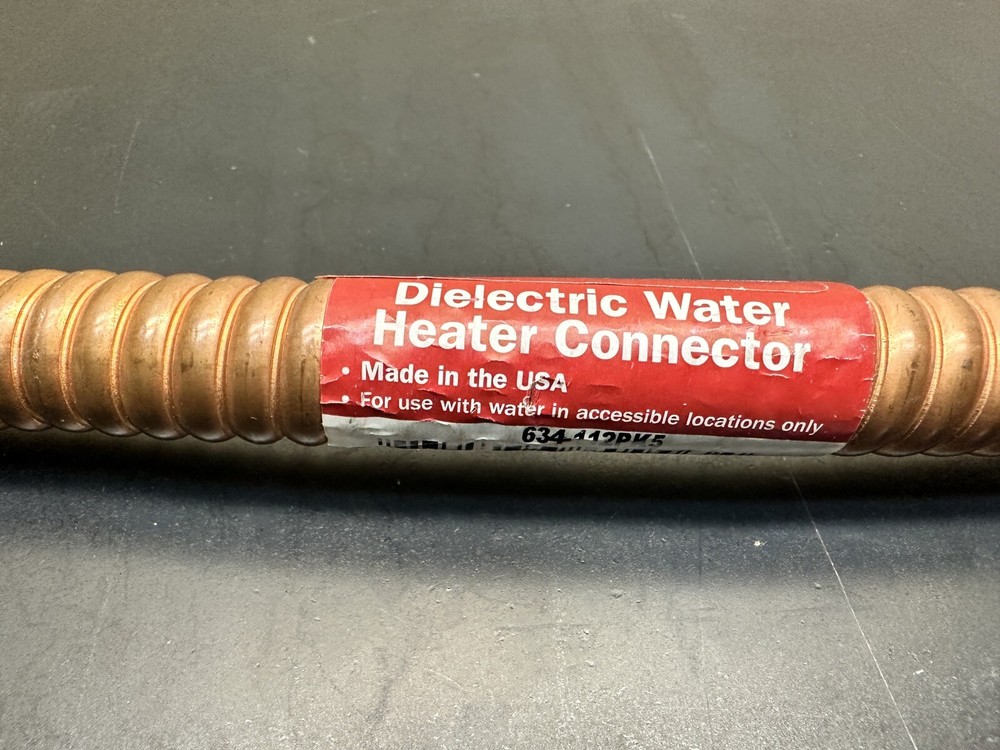 Dielectric Water
Heater Connector
• Made in the USA
• For use with water in accessible locations only
634-112PK5